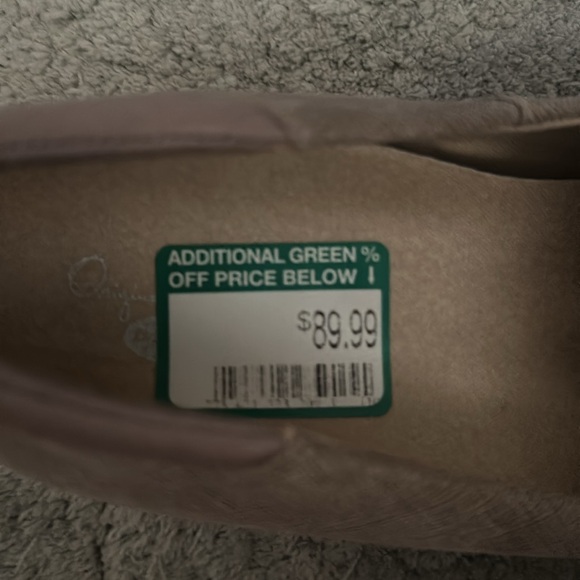 ADDITIONAL GREEN %
OFF PRICE BELOW ↓
$89.99